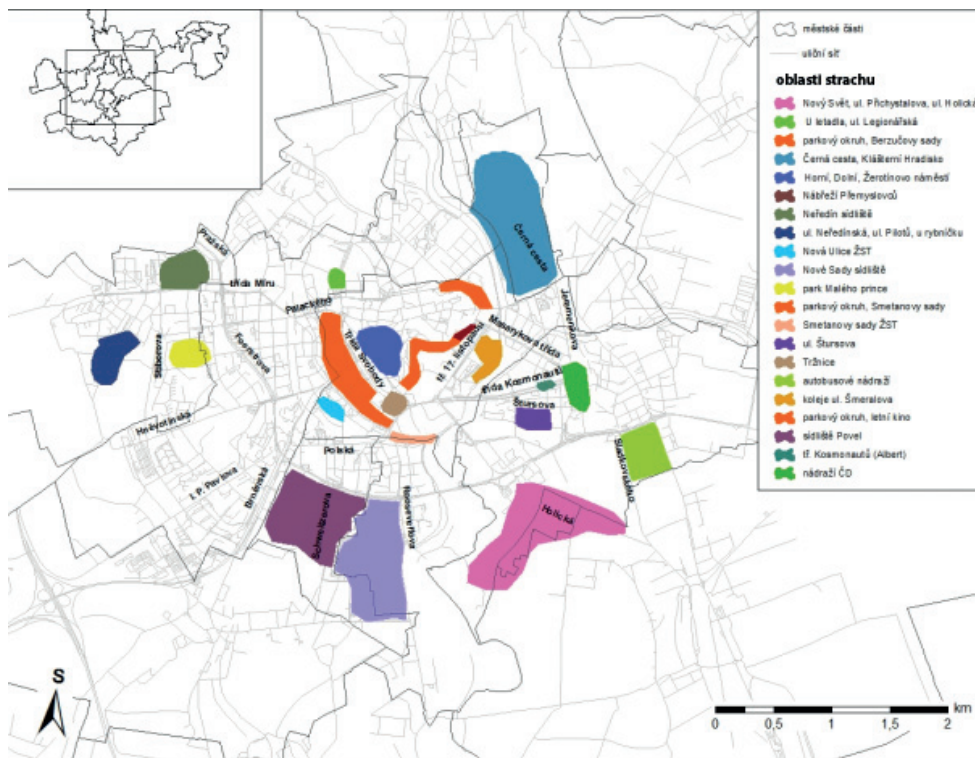 městské části
uliční síť
oblasti strachu
Nový Svět, ul. Přichystalova, ul. Holická
U letadla, ul. Legionářská
parkový okruh, Berzučovy sady
Černá cesta, Klášterní Hradisko
Horní, Dolní, Žerotínovo náměstí
Nábřeží Přemyslovců
Neředín sídliště
ul. Neředínská, ul. Pilotů, u rybníčku
Nová Ulice ŽST
Nové Sady sídliště
park Malého prince
parkový okruh, Smetanovy sady
Smetanovy sady ŽST
ul. Štursova
Tržnice
autobusové nádraží
koleje ul. Šmeralova
parkový okruh, letní kino
sídliště Povel
tř. Kosmonautů (Albert)
nádraží ČD
Pražská
třída Míru
Palackého
Černá cesta
Jeremenkova
Masarykova třída
tř. 17. listopadu
Třída Svobody
Foerstrova
Stiborova
třída Kosmonautů
Štursova
Hněvotínská
Polská
I. P. Pavlova
Brněnská
Schweitzerova
Rooseveltova
Holická
Sladkovského
S
km
0 0,5 1 1,5 2